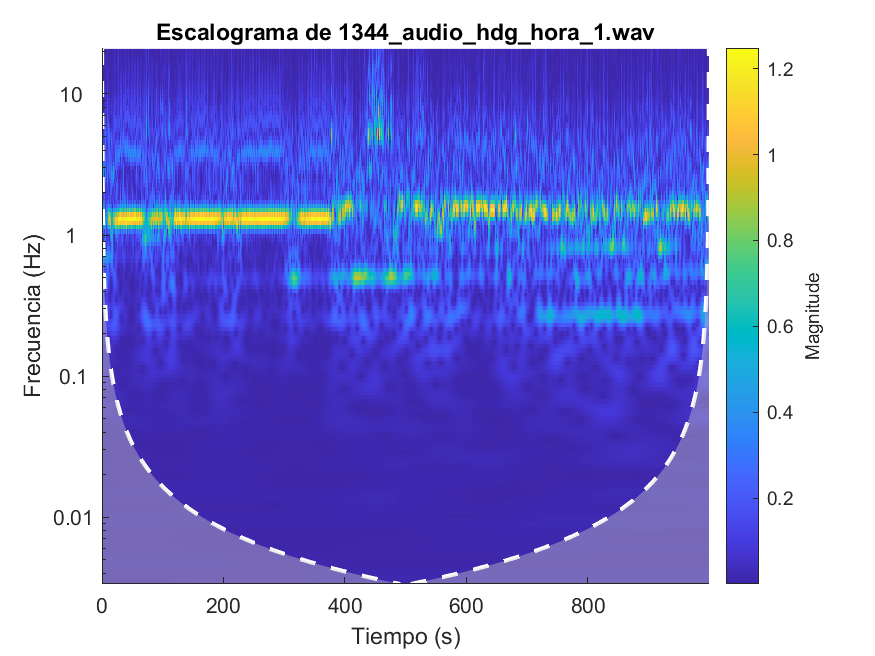 Escalograma de 1344_audio_hdg_hora_1.wav
10
1
0.1
0.01
Frecuencia (Hz)
0 200 400 600 800
Tiempo (s)
1.2
1
0.8
0.6
0.4
0.2
Magnitude